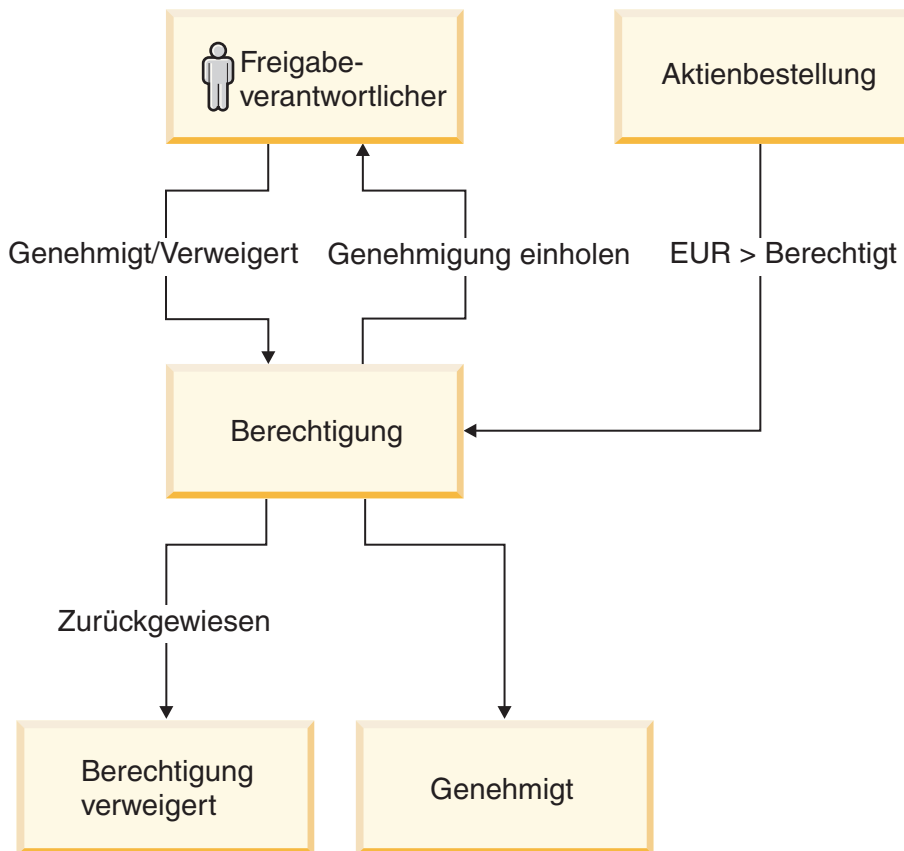 Freigabe-
verantwortlicher
Aktienbestellung
Genehmigt/Verweigert
Genehmigung einholen
EUR > Berechtigt
Berechtigung
Zurückgewiesen
Berechtigung
verweigert
Genehmigt